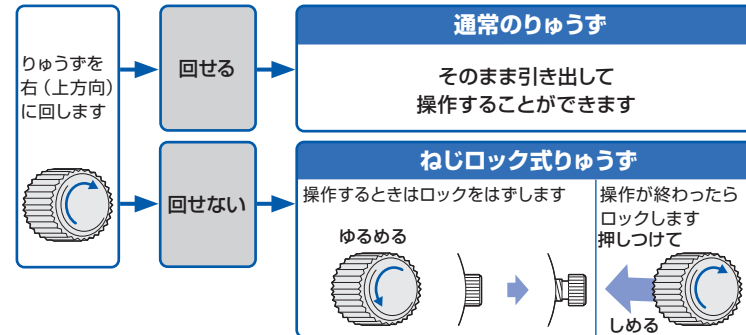 りゅうずを
右（上方向）
に回します
回せる
通常のりゅうず
そのまま引き出して
操作することができます
回せない
ねじロック式りゅうず
操作するときはロックをはずします
ゆるめる
操作が終わったら
ロックします
押しつけて
しめる